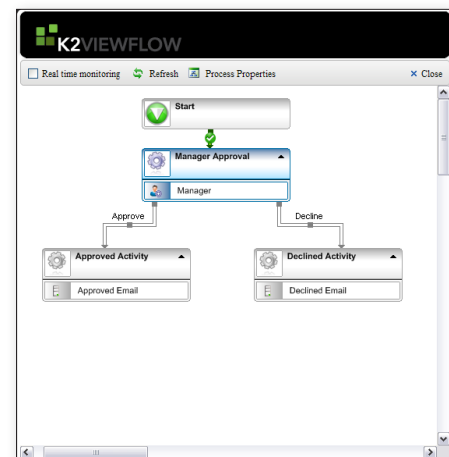 K2VIEWFLOW
Real time monitoring Refresh Process Properties × Close
Start
Manager Approval
Manager
Approve Decline
Approved Activity Declined Activity
Approved Email Declined Email